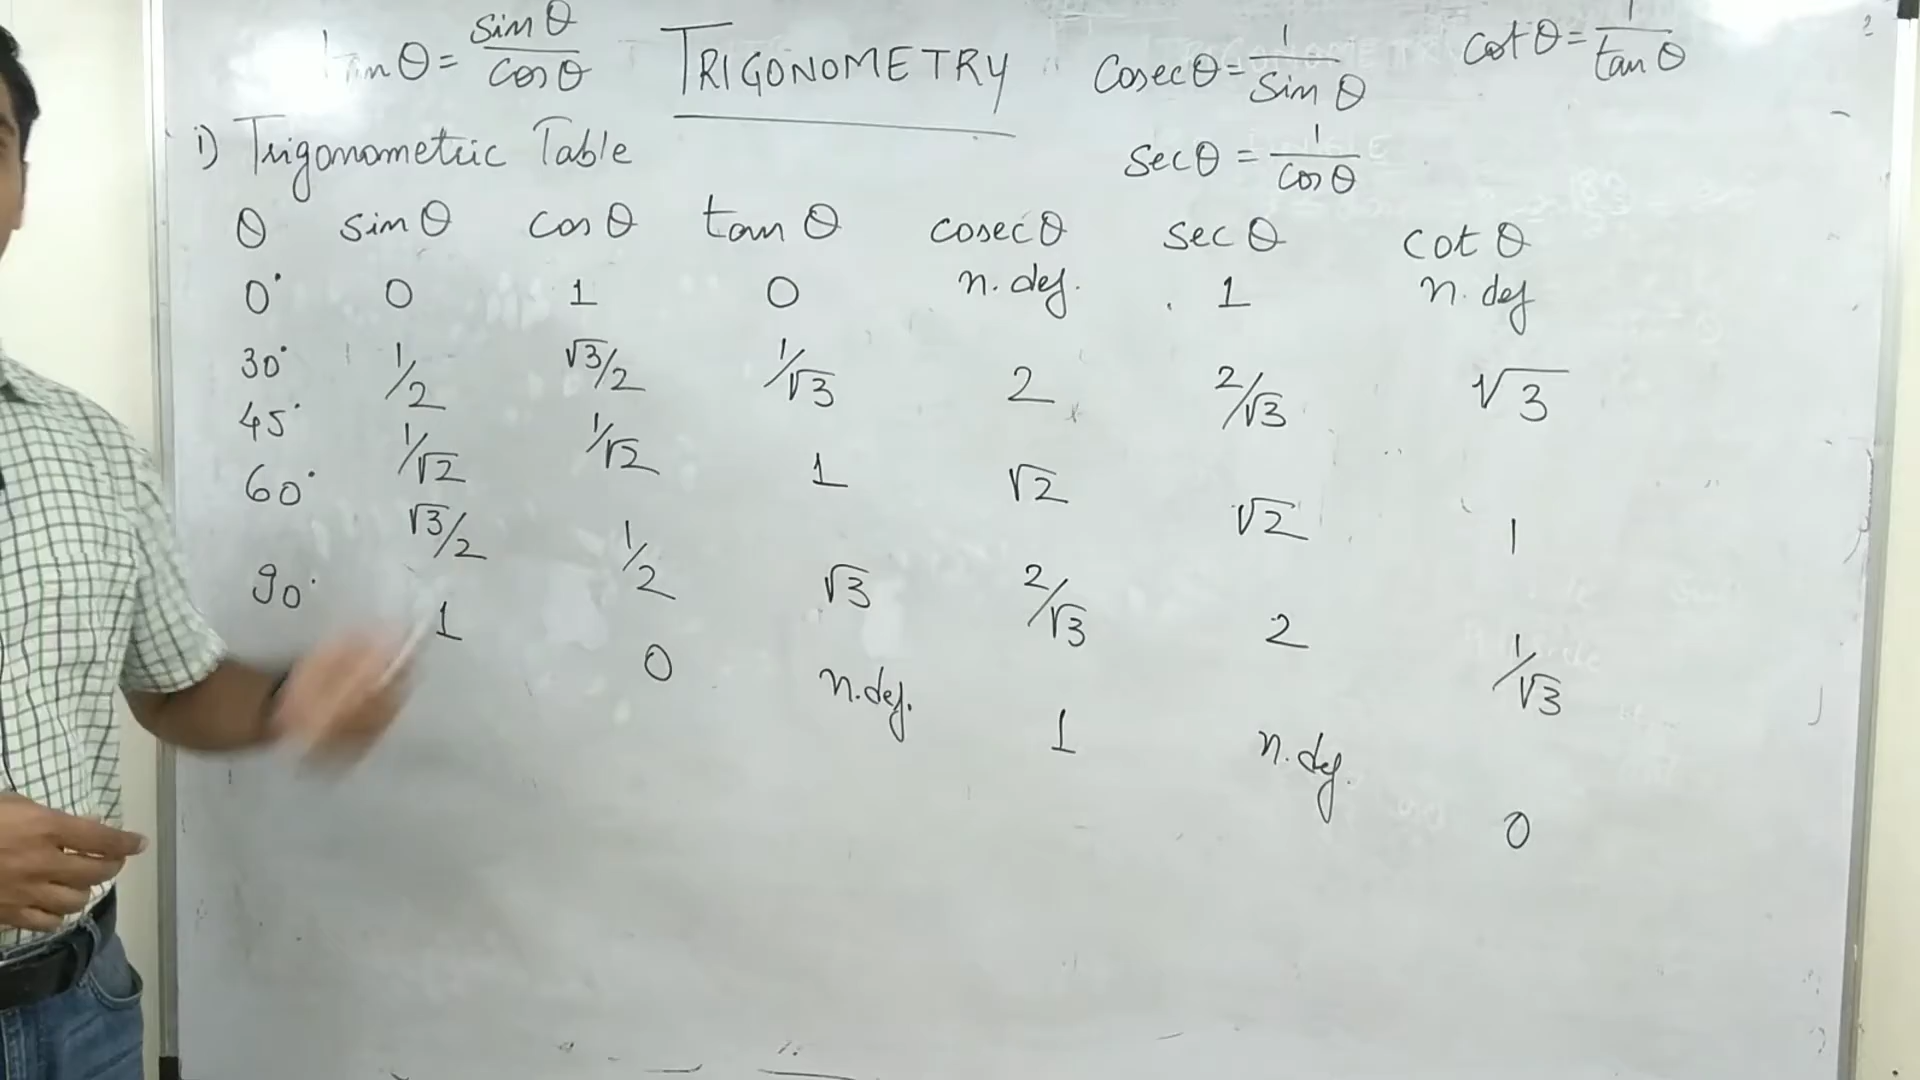 tan θ = sin θ / cos θ TRIGONOMETRY cosec θ = 1 / sin θ cot θ = 1 / tan θ
sec θ = 1 / cos θ
1) Trigonometric Table
θ sin θ cos θ tan θ cosec θ sec θ cot θ
0° 0 1 0 n. def. 1 n. def
30° 1/2 √3/2 1/√3 2 2/√3 √3
45° 1/√2 1/√2 1 √2 √2 1
60° √3/2 1/2 √3 2/√3 2 1/√3
90° 1 0 n.def. 1 n. def. 0